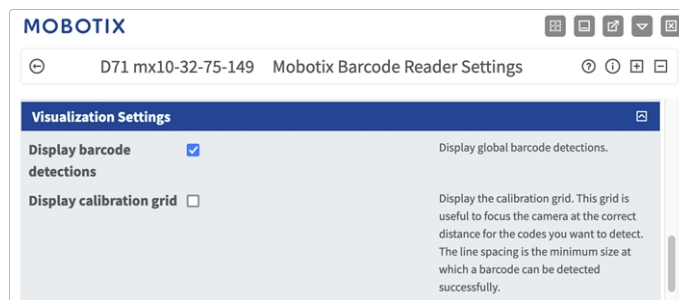 MOBOTIX
D71 mx10-32-75-149 Mobotix Barcode Reader Settings
Visualization Settings
Display barcode
detections
Display global barcode detections.
Display calibration grid
Display the calibration grid. This grid is
useful to focus the camera at the correct
distance for the codes you want to detect.
The line spacing is the minimum size at
which a barcode can be detected
successfully.